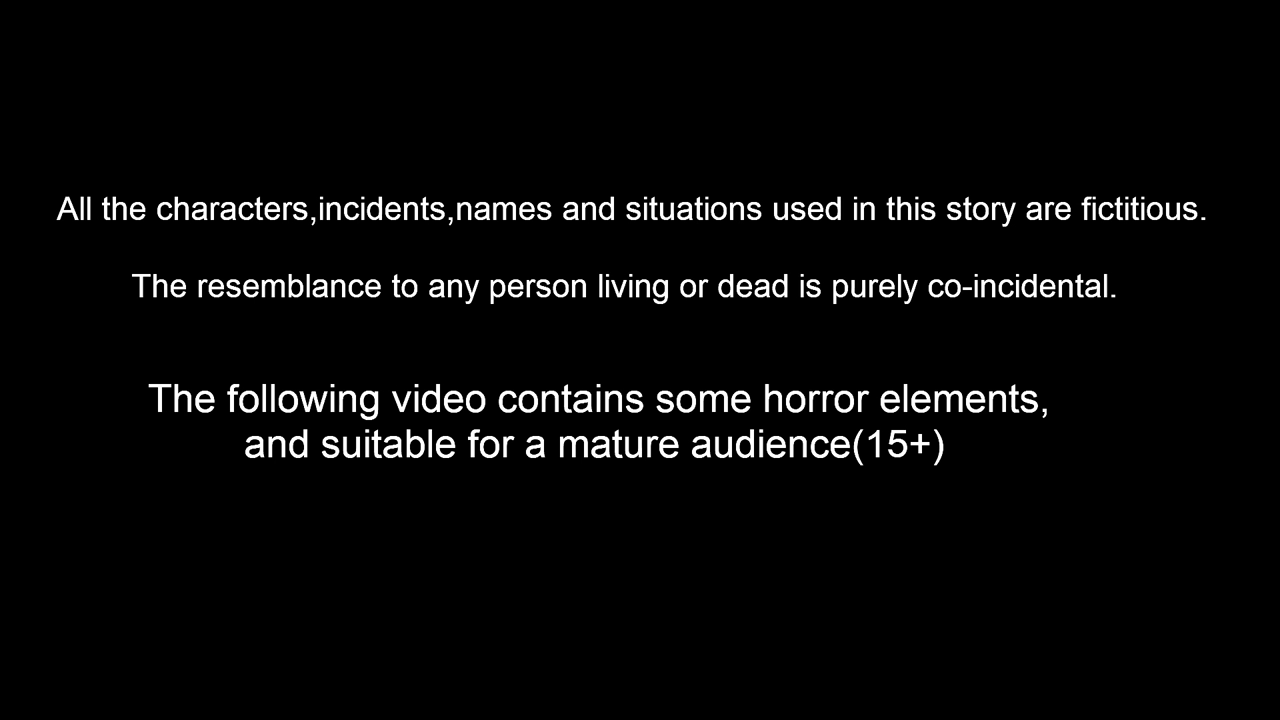 All the characters,incidents,names and situations used in this story are fictitious.
The resemblance to any person living or dead is purely co-incidental.
The following video contains some horror elements,
and suitable for a mature audience(15+)